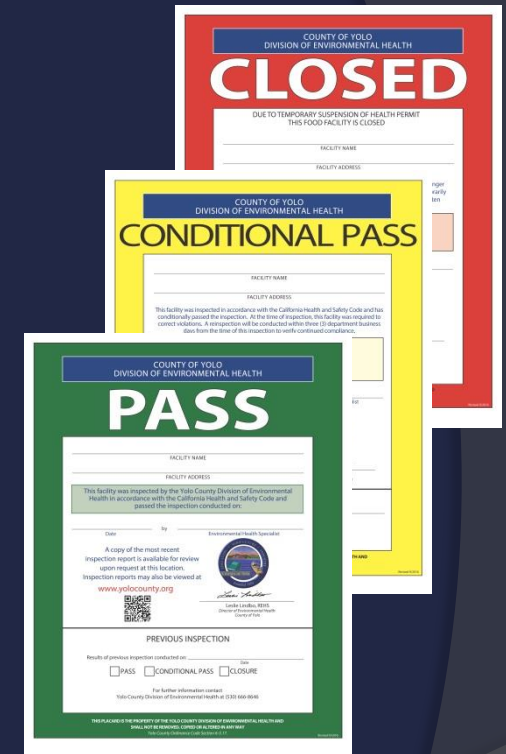 COUNTY OF YOLO
DIVISION OF ENVIRONMENTAL HEALTH
CLOSED
DUE TO TEMPORARY SUSPENSION OF HEALTH PERMIT
THIS FOOD FACILITY IS CLOSED
FACILITY NAME
FACILITY ADDRESS
COUNTY OF YOLO
DIVISION OF ENVIRONMENTAL HEALTH
CONDITIONAL PASS
FACILITY NAME
FACILITY ADDRESS
This facility was inspected in accordance with the California Health and Safety Code and has
conditionally passed the inspection. At the time of inspection, this facility was required to
correct violations. A reinspection will be conducted within three (3) department business
days from the time of this inspection to verify continued compliance.
COUNTY OF YOLO
DIVISION OF ENVIRONMENTAL HEALTH
PASS
FACILITY NAME
FACILITY ADDRESS
This facility was inspected by the Yolo County Division of Environmental
Health in accordance with the California Health and Safety Code and
passed the inspection conducted on:
by
Date Environmental Health Specialist
A copy of the most recent
inspection report is available for review
upon request at this location.
Inspection reports may also be viewed at
www.yolocounty.org
Leslie Lindbo, REHS
Director of Environmental Health
County of Yolo
PREVIOUS INSPECTION
Results of previous inspection conducted on:
Date
PASS CONDITIONAL PASS CLOSURE
For further information contact
Yolo County Division of Environmental Health at (530) 666-8646
THIS PLACARD IS THE PROPERTY OF THE YOLO COUNTY DIVISION OF ENVIRONMENTAL HEALTH AND
SHALL NOT BE REMOVED, COPIED OR ALTERED IN ANY WAY